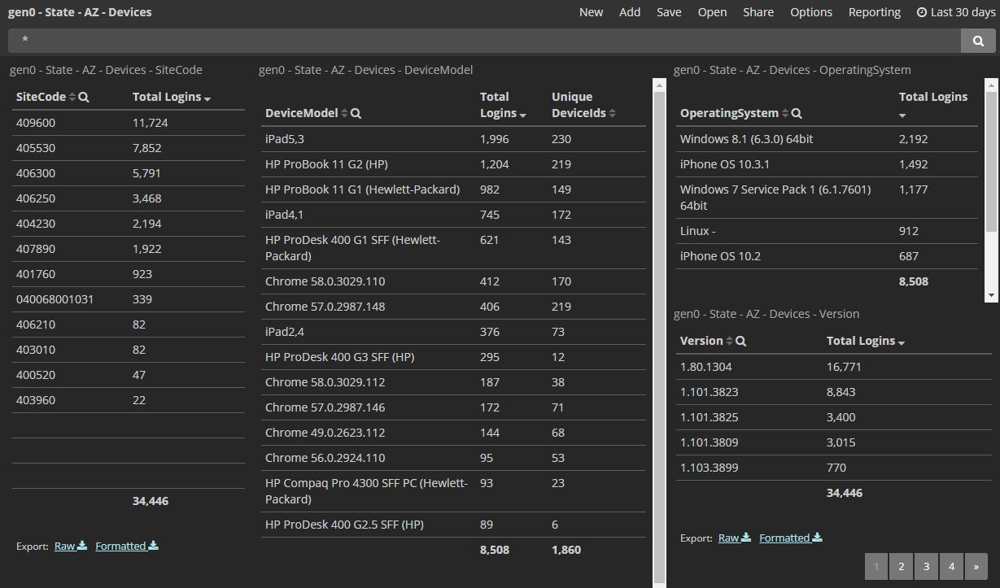 gen0 - State - AZ - Devices
New Add Save Open Share Options Reporting Last 30 days
*
gen0 - State - AZ - Devices - SiteCode
SiteCode Total Logins
409600 11,724
405530 7,852
406300 5,791
406250 3,468
404230 2,194
407890 1,922
401760 923
040068001031 339
406210 82
403010 82
400520 47
403960 22
34,446
Export: Raw Formatted
gen0 - State - AZ - Devices - DeviceModel
Total Unique
DeviceModel Logins DeviceIds
iPad5,3 1,996 230
HP ProBook 11 G2 (HP) 1,204 219
HP ProBook 11 G1 (Hewlett-Packard) 982 149
iPad4,1 745 172
HP ProDesk 400 G1 SFF (Hewlett- 621 143
Packard)
Chrome 58.0.3029.110 412 170
Chrome 57.0.2987.148 406 219
iPad2,4 376 73
HP ProDesk 400 G3 SFF (HP) 295 12
Chrome 58.0.3029.112 187 38
Chrome 57.0.2987.146 172 71
Chrome 49.0.2623.112 144 68
Chrome 56.0.2924.110 95 53
HP Compaq Pro 4300 SFF PC (Hewlett- 93 23
Packard)
HP ProDesk 400 G2.5 SFF (HP) 89 6
8,508 1,860
gen0 - State - AZ - Devices - OperatingSystem
Total Logins
OperatingSystem
Windows 8.1 (6.3.0) 64bit 2,192
iPhone OS 10.3.1 1,492
Windows 7 Service Pack 1 (6.1.7601) 1,177
64bit
Linux - 912
iPhone OS 10.2 687
8,508
gen0 - State - AZ - Devices - Version
Version Total Logins
1.80.1304 16,771
1.101.3823 8,843
1.101.3825 3,400
1.101.3809 3,015
1.103.3899 770
34,446
Export: Raw Formatted
1 2 3 4 »